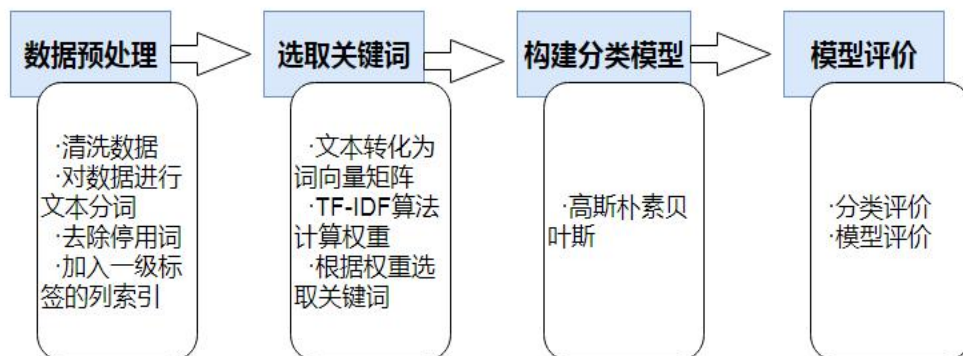 数据预处理
选取关键词
构建分类模型
模型评价
·清洗数据
·对数据进行
文本分词
·去除停用词
·加入一级标
签的列索引
·文本转化为
词向量矩阵
·TF-IDF算法
计算权重
·根据权重选
取关键词
·高斯朴素贝
叶斯
·分类评价
·模型评价